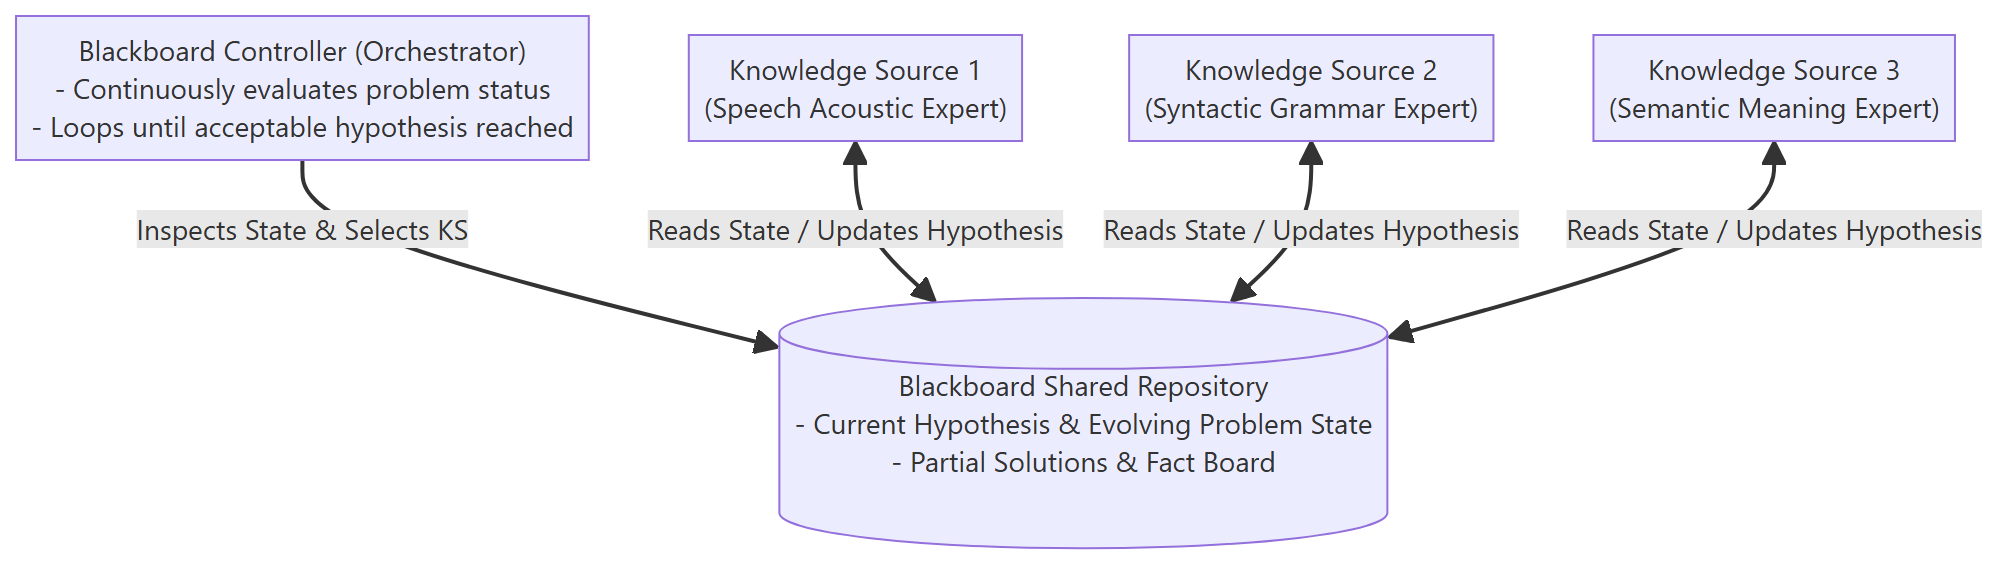 Blackboard Controller (Orchestrator)
- Continuously evaluates problem status
- Loops until acceptable hypothesis reached
Knowledge Source 1
(Speech Acoustic Expert)
Knowledge Source 2
(Syntactic Grammar Expert)
Knowledge Source 3
(Semantic Meaning Expert)
Inspects State & Selects KS
Reads State / Updates Hypothesis
Reads State / Updates Hypothesis
Reads State / Updates Hypothesis
Blackboard Shared Repository
- Current Hypothesis & Evolving Problem State
- Partial Solutions & Fact Board